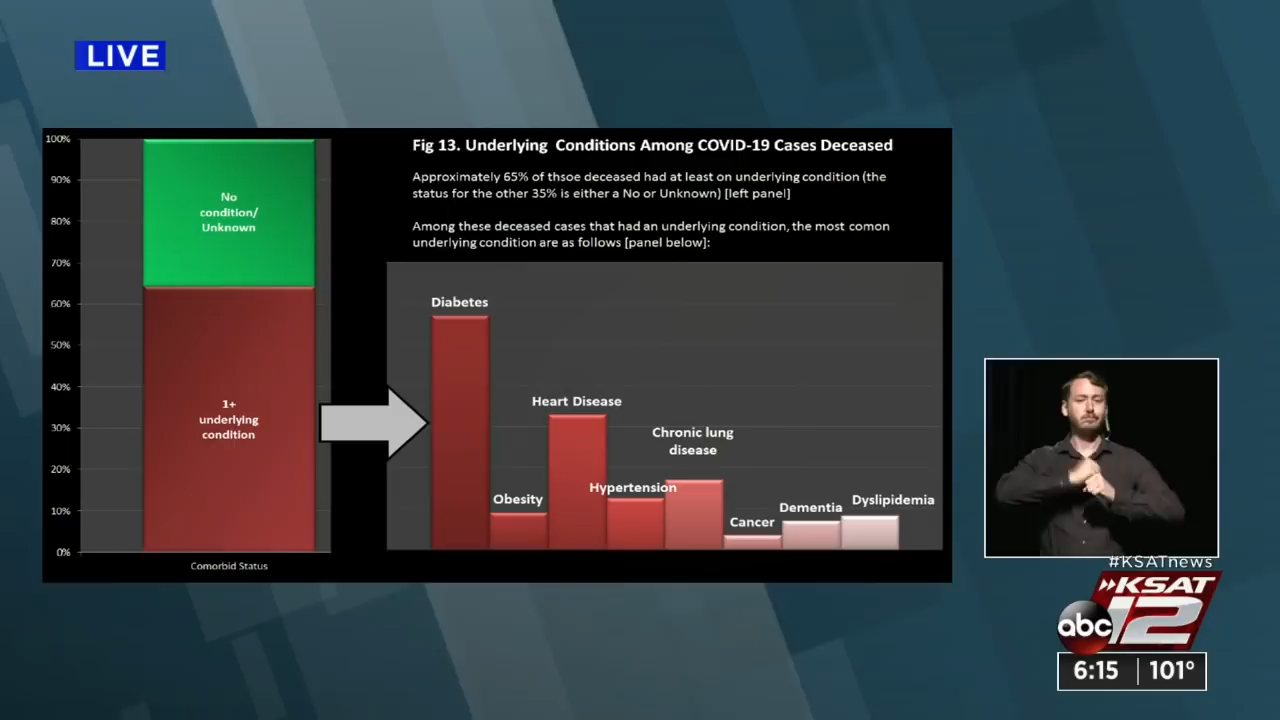 LIVE
Fig 13. Underlying Conditions Among COVID-19 Cases Deceased
Approximately 65% of thsoe deceased had at least on underlying condition (the
status for the other 35% is either a No or Unknown) [left panel]
Among these deceased cases that had an underlying condition, the most comon
underlying condition are as follows [panel below]:
100%
90%
80%
70%
60%
50%
40%
30%
20%
10%
0%
No
condition/
Unknown
1+
underlying
condition
Comorbid Status
Diabetes
Obesity
Heart Disease
Hypertension
Chronic lung
disease
Cancer
Dementia
Dyslipidemia
#KSATnews
KSAT
abc 12
6:15 101°